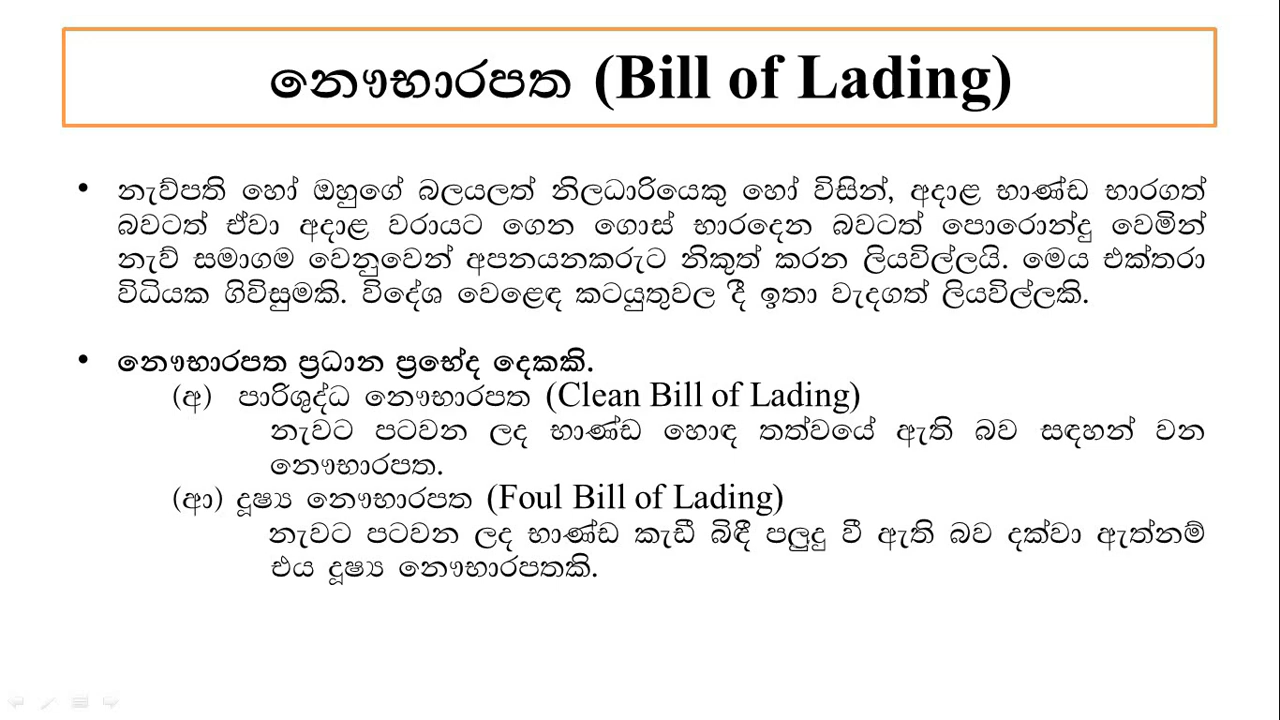 නෞභාරපත (Bill of Lading)
• නැව්පති හෝ ඔහුගේ බලයලත් නිලධාරියෙකු හෝ විසින්, අදාළ භාණ්ඩ භාරගත්
බවටත් ඒවා අදාළ වරායට ගෙන ගොස් භාරදෙන බවටත් පොරොන්දු වෙමින්
නැව් සමාගම වෙනුවෙන් අපනයනකරුට නිකුත් කරන ලියවිල්ලයි. මෙය එක්තරා
විධියක ගිවිසුමකි. විදේශ වෙළෙඳ කටයුතුවල දී ඉතා වැදගත් ලියවිල්ලකි.
• නෞභාරපත ප්‍රධාන ප්‍රභේද දෙකකි.
(අ) පාරිශුද්ධ නෞභාරපත (Clean Bill of Lading)
නැවට පටවන ලද භාණ්ඩ හොඳ තත්වයේ ඇති බව සඳහන් වන
නෞභාරපත.
(ආ) දූෂ්‍ය නෞභාරපත (Foul Bill of Lading)
නැවට පටවන ලද භාණ්ඩ කැඩී බිඳී පලුදු වී ඇති බව දක්වා ඇත්නම්
එය දූෂ්‍ය නෞභාරපතකි.